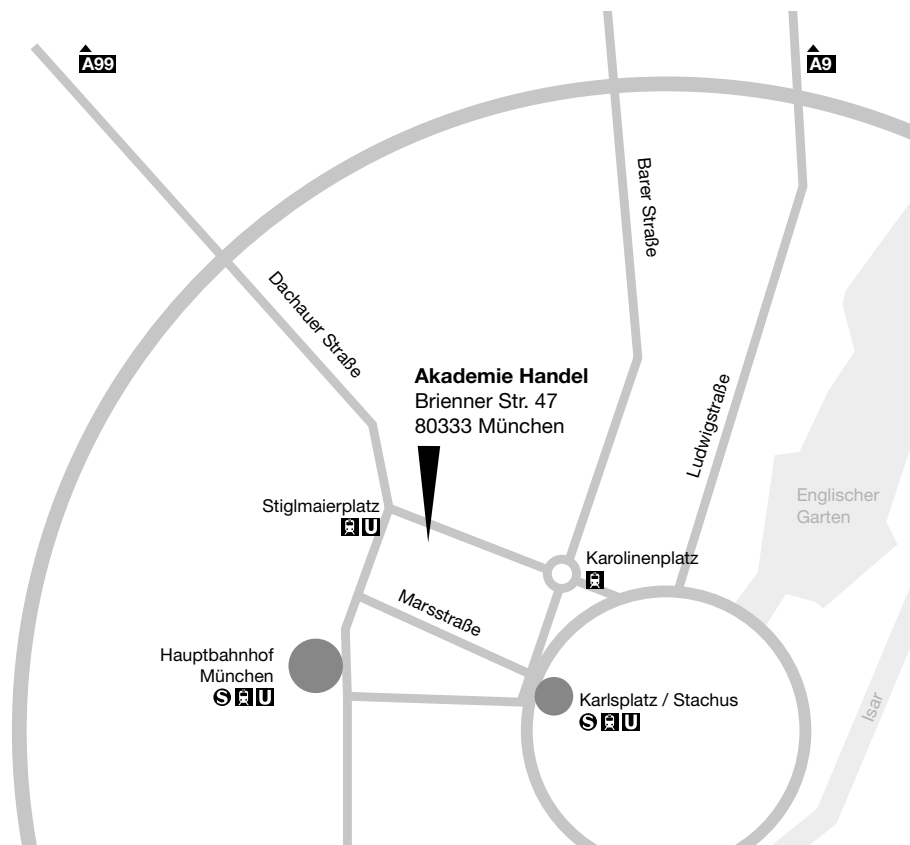 A99
A9
Barer Straße
Dachauer Straße
Akademie Handel
Brienner Str. 47
80333 München
Ludwigstraße
Englischer
Garten
Stiglmaierplatz
U
Karolinenplatz
Marsstraße
Hauptbahnhof
München
S U
Karlsplatz / Stachus
S U
Isar